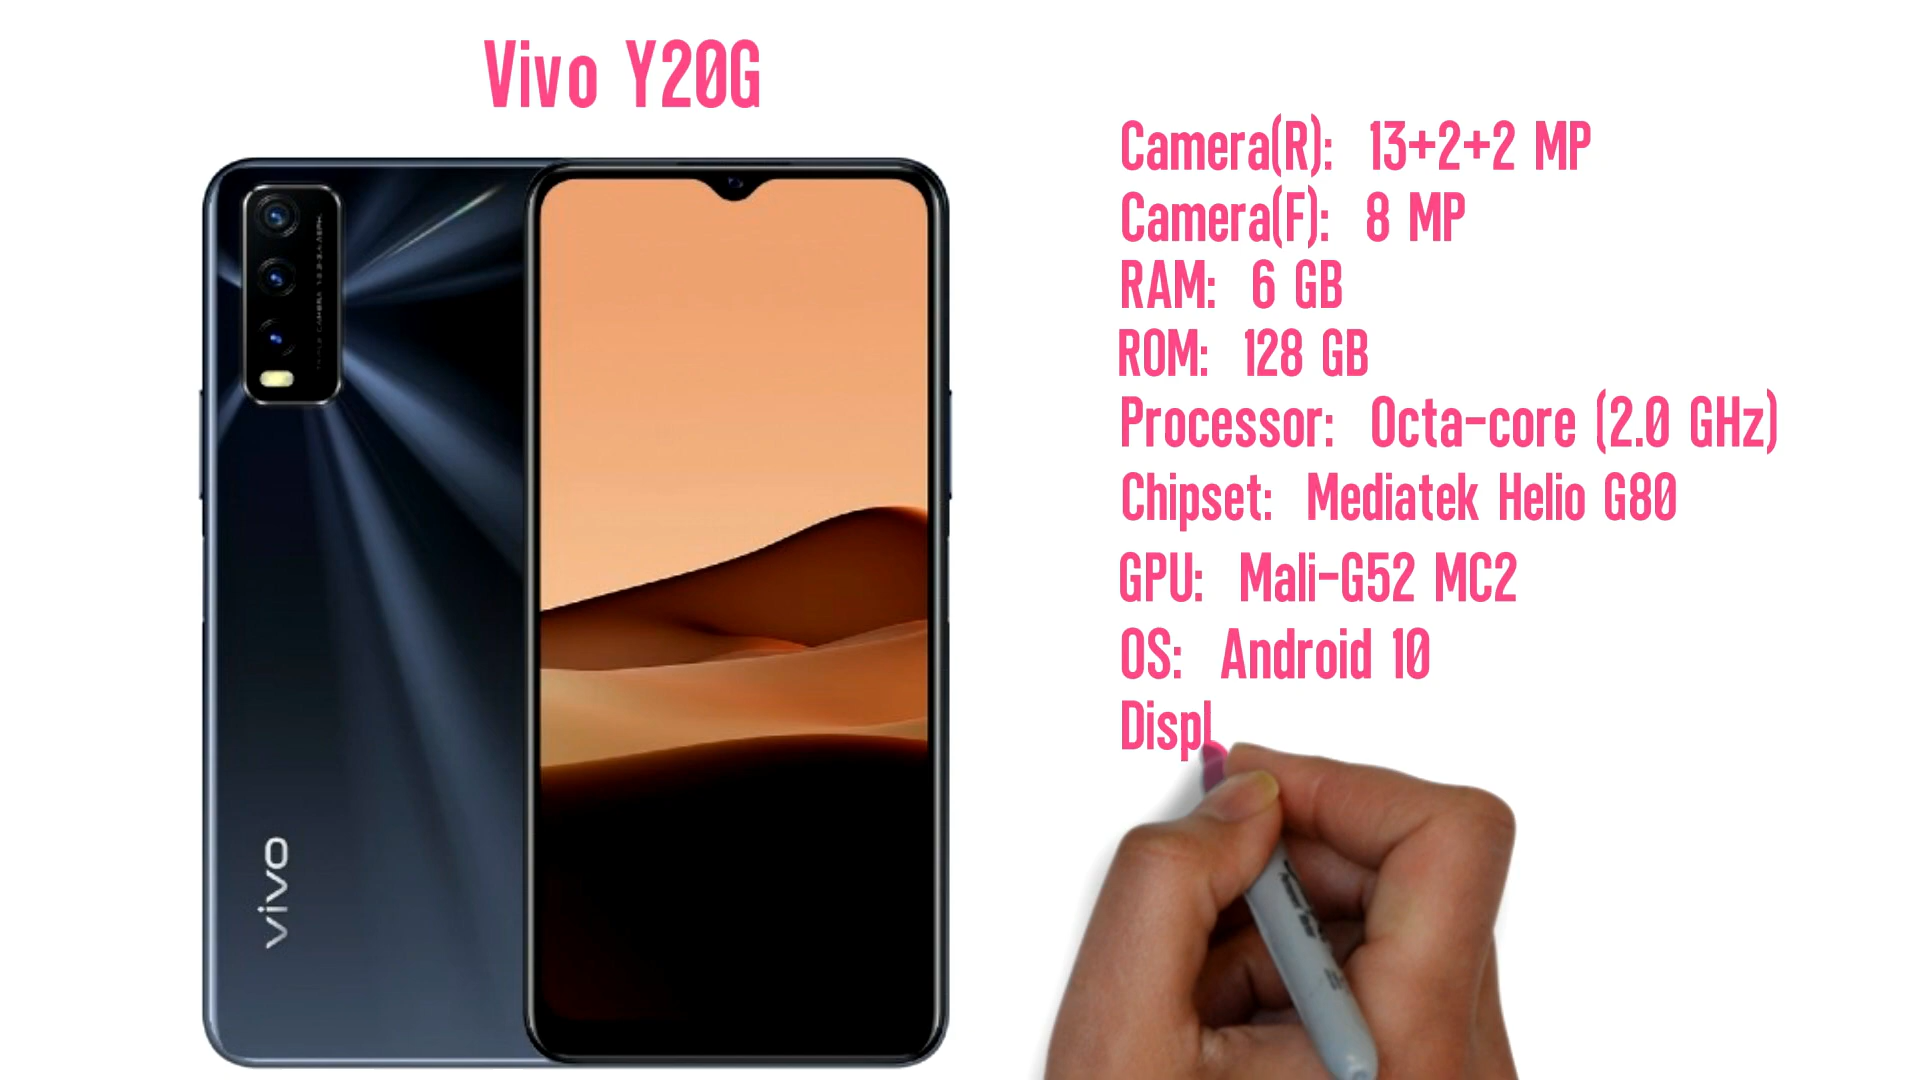 Vivo Y20G
Camera(R): 13+2+2 MP
Camera(F): 8 MP
RAM: 6 GB
ROM: 128 GB
Processor: Octa-core (2.0 GHz)
Chipset: Mediatek Helio G80
GPU: Mali-G52 MC2
OS: Android 10
Displ
vivo